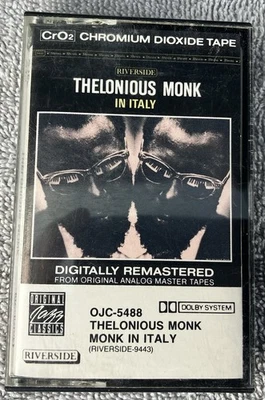 CrO2 CHROMIUM DIOXIDE TAPE
RIVERSIDE
THELONIOUS MONK
IN ITALY
DIGITALLY REMASTERED
FROM ORIGINAL ANALOG MASTER TAPES
ORIGINAL
Jazz
CLASSICS
RIVERSIDE
OJC-5488
DOLBY SYSTEM
THELONIOUS MONK
MONK IN ITALY
(RIVERSIDE-9443)